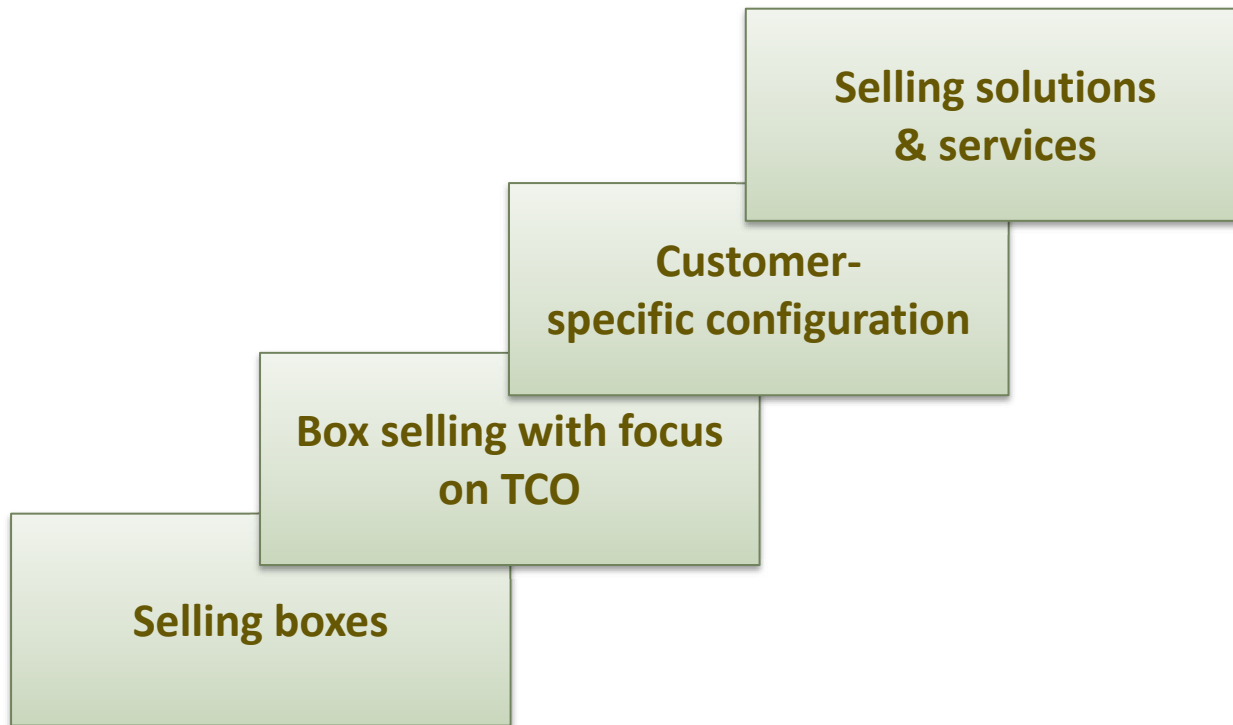 Selling solutions
& services
Customer-
specific configuration
Box selling with focus
on TCO
Selling boxes